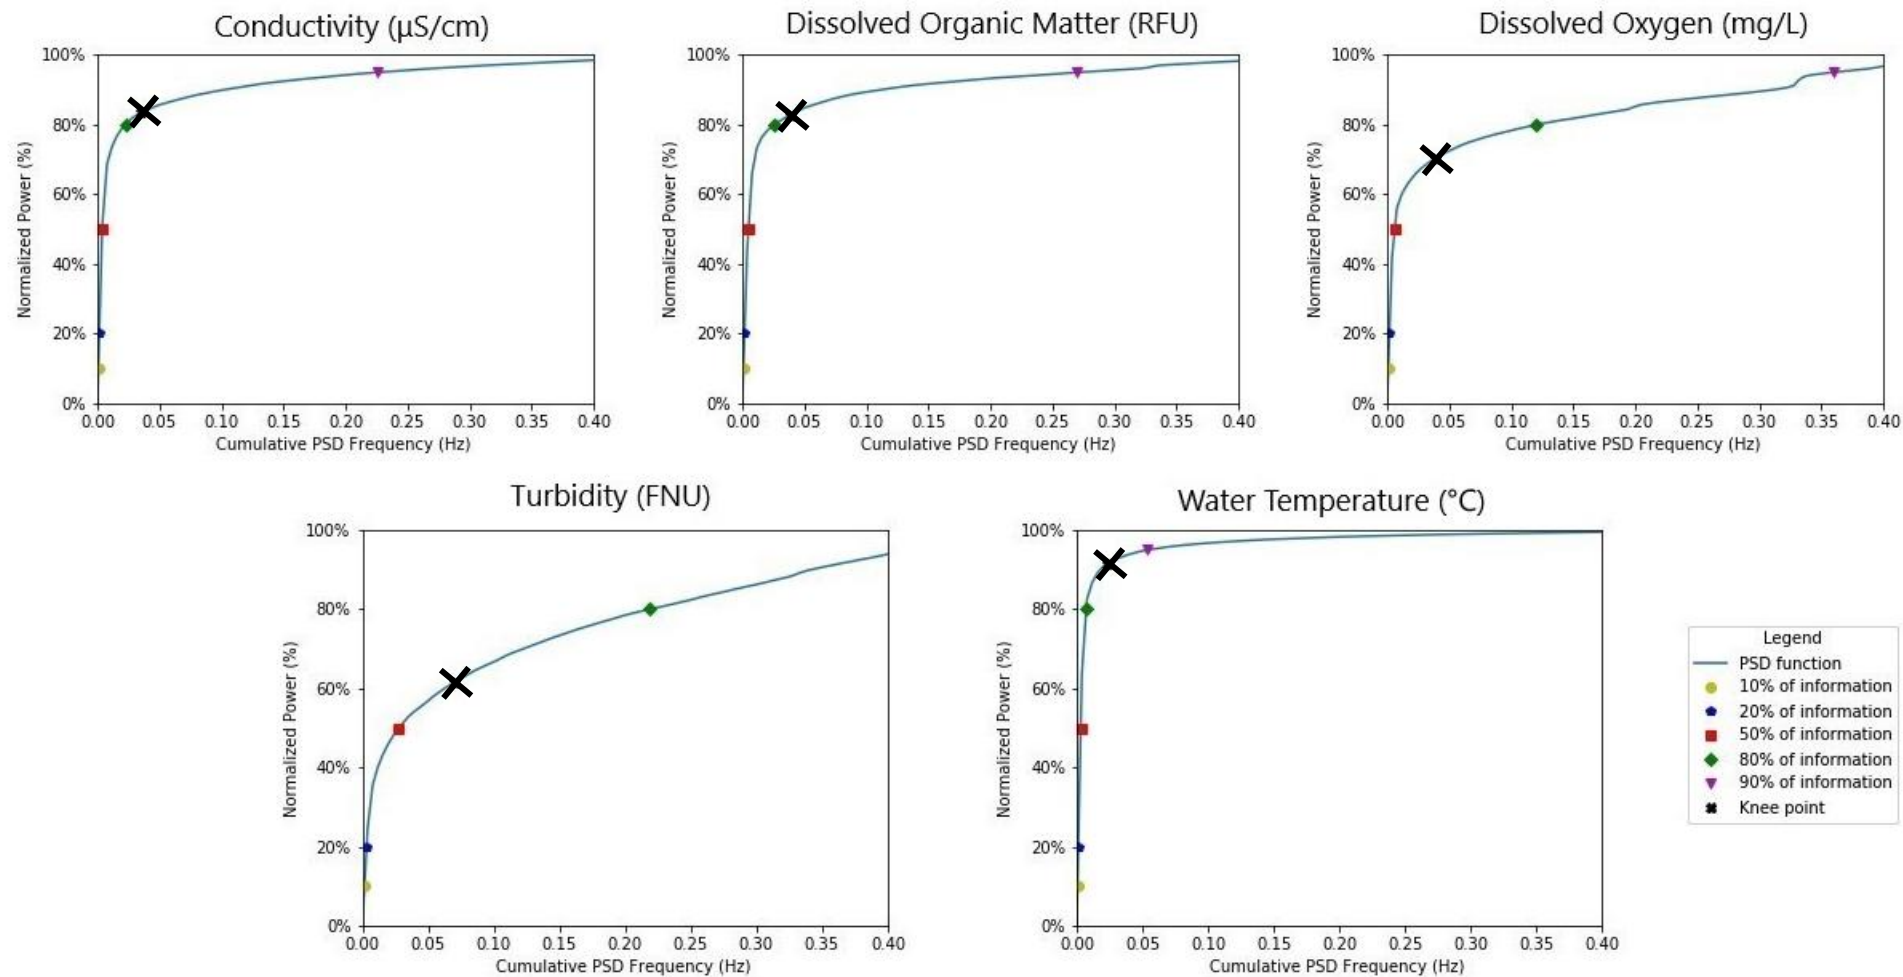 Conductivity (µS/cm)
100%
80%
60%
40%
20%
0%
Normalized Power (%)
0.00 0.05 0.10 0.15 0.20 0.25 0.30 0.35 0.40
Cumulative PSD Frequency (Hz)
Dissolved Organic Matter (RFU)
100%
80%
60%
40%
20%
0%
Normalized Power (%)
0.00 0.05 0.10 0.15 0.20 0.25 0.30 0.35 0.40
Cumulative PSD Frequency (Hz)
Dissolved Oxygen (mg/L)
100%
80%
60%
40%
20%
0%
Normalized Power (%)
0.00 0.05 0.10 0.15 0.20 0.25 0.30 0.35 0.40
Cumulative PSD Frequency (Hz)
Turbidity (FNU)
100%
80%
60%
40%
20%
0%
Normalized Power (%)
0.00 0.05 0.10 0.15 0.20 0.25 0.30 0.35 0.40
Cumulative PSD Frequency (Hz)
Water Temperature (°C)
100%
80%
60%
40%
20%
0%
Normalized Power (%)
0.00 0.05 0.10 0.15 0.20 0.25 0.30 0.35 0.40
Cumulative PSD Frequency (Hz)
Legend
PSD function
10% of information
20% of information
50% of information
80% of information
90% of information
Knee point